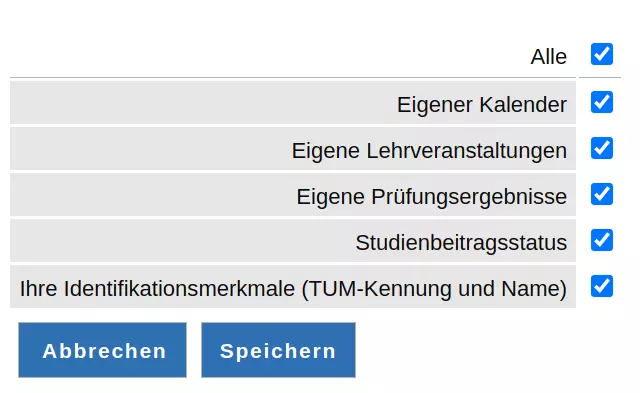 Alle
Eigener Kalender
Eigene Lehrveranstaltungen
Eigene Prüfungsergebnisse
Studienbeitragsstatus
Ihre Identifikationsmerkmale (TUM-Kennung und Name)
Abbrechen Speichern